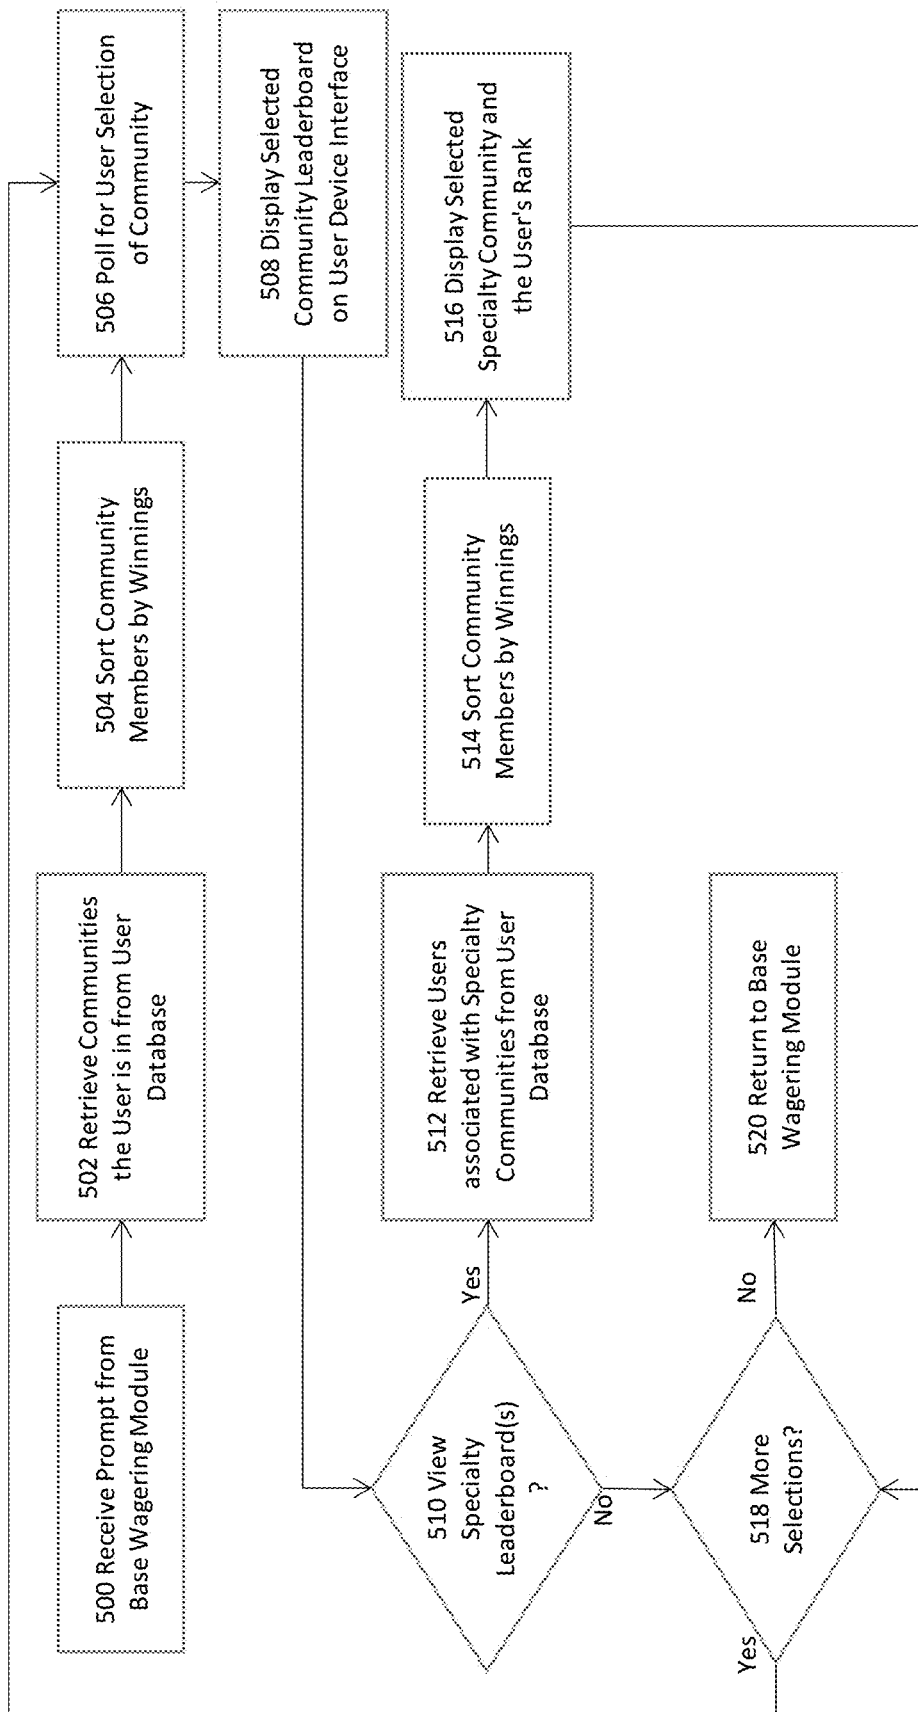 500 Receive Prompt from
Base Wagering Module
502 Retrieve Communities
the User is in from User
Database
504 Sort Community
Members by Winnings
506 Poll for User Selection
of Community
508 Display Selected
Community Leaderboard
on User Device Interface
510 View
Specialty
Leaderboard(s)
?
Yes
No
512 Retrieve Users
associated with Specialty
Communities from User
Database
514 Sort Community
Members by Winnings
516 Display Selected
Specialty Community and
the User's Rank
518 More
Selections?
Yes
No
520 Return to Base
Wagering Module